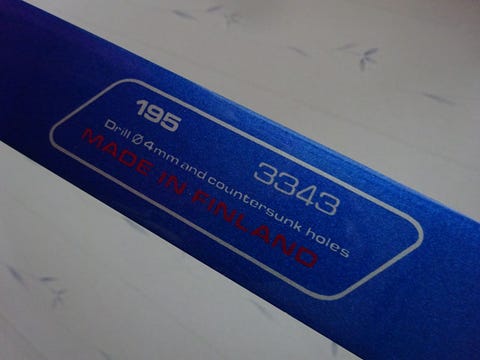 195 3343
Drill Ø 4mm and countersunk holes
MADE IN FINLAND